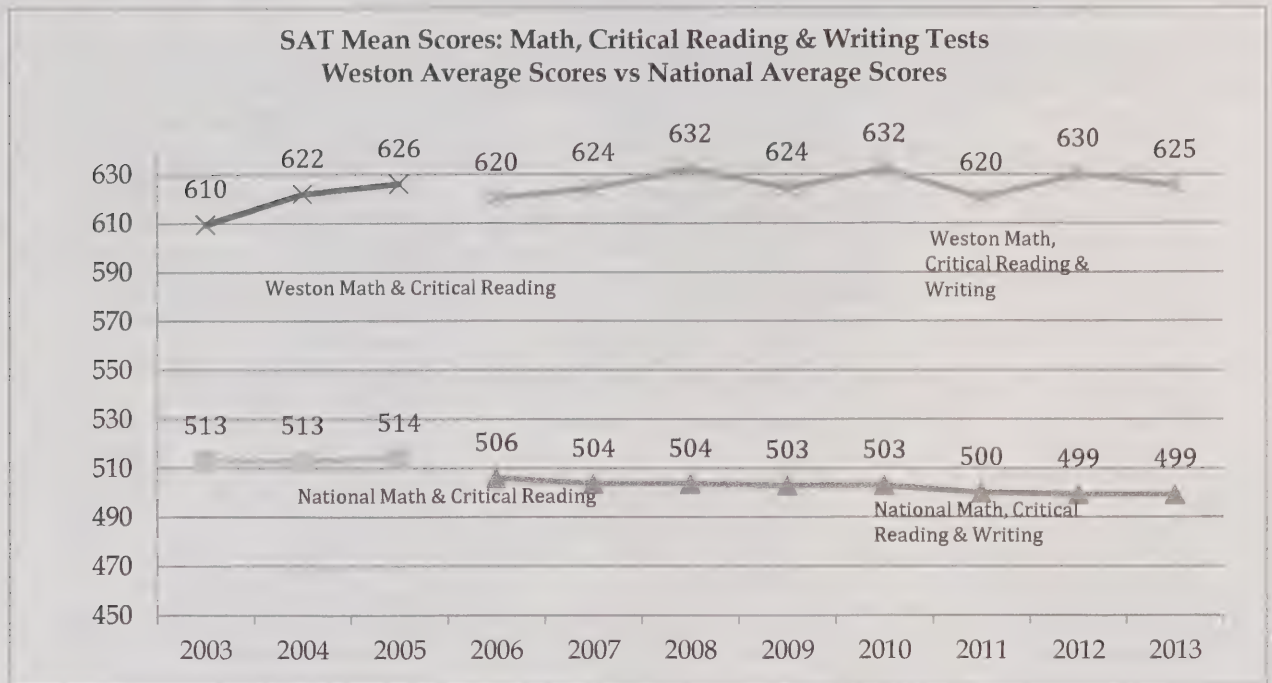 SAT Mean Scores: Math, Critical Reading & Writing Tests
Weston Average Scores vs National Average Scores
632 632 630
626 624 624 625
622 620 620
630
610
610
Weston Math,
Critical Reading &
Writing
590
Weston Math & Critical Reading
570
550
530
513 513 514
506 504 504 503 503 500 499 499
510
National Math & Critical Reading
National Math, Critical
Reading & Writing
490
470
450
2003 2004 2005 2006 2007 2008 2009 2010 2011 2012 2013